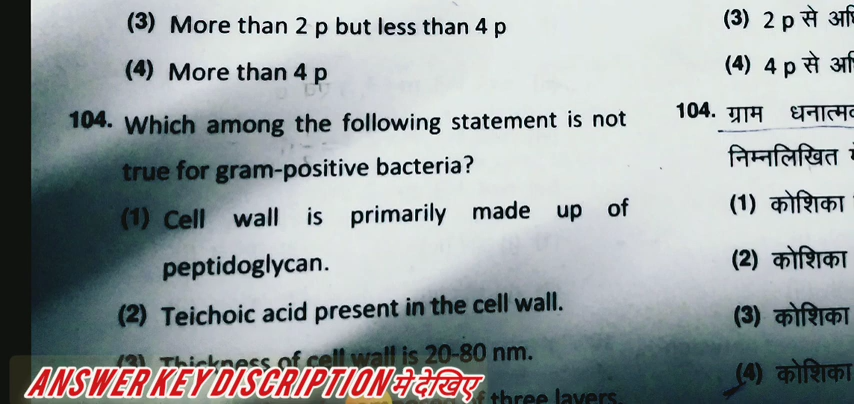 (3) More than 2 p but less than 4 p
(4) More than 4 p
104. Which among the following statement is not
true for gram-positive bacteria?
(1) Cell wall is primarily made up of
peptidoglycan.
(2) Teichoic acid present in the cell wall.
(3) Thickness of cell wall is 20-80 nm.
of three layers.
(3) 2 p से
(4) 4 p से
104. ग्राम
निम्नलिखित
(1) कोशिका
(2) कोशिका
(3) कोशिका
(4) कोशिका
ANSWER KEY DISCRIPTION मे देखिए